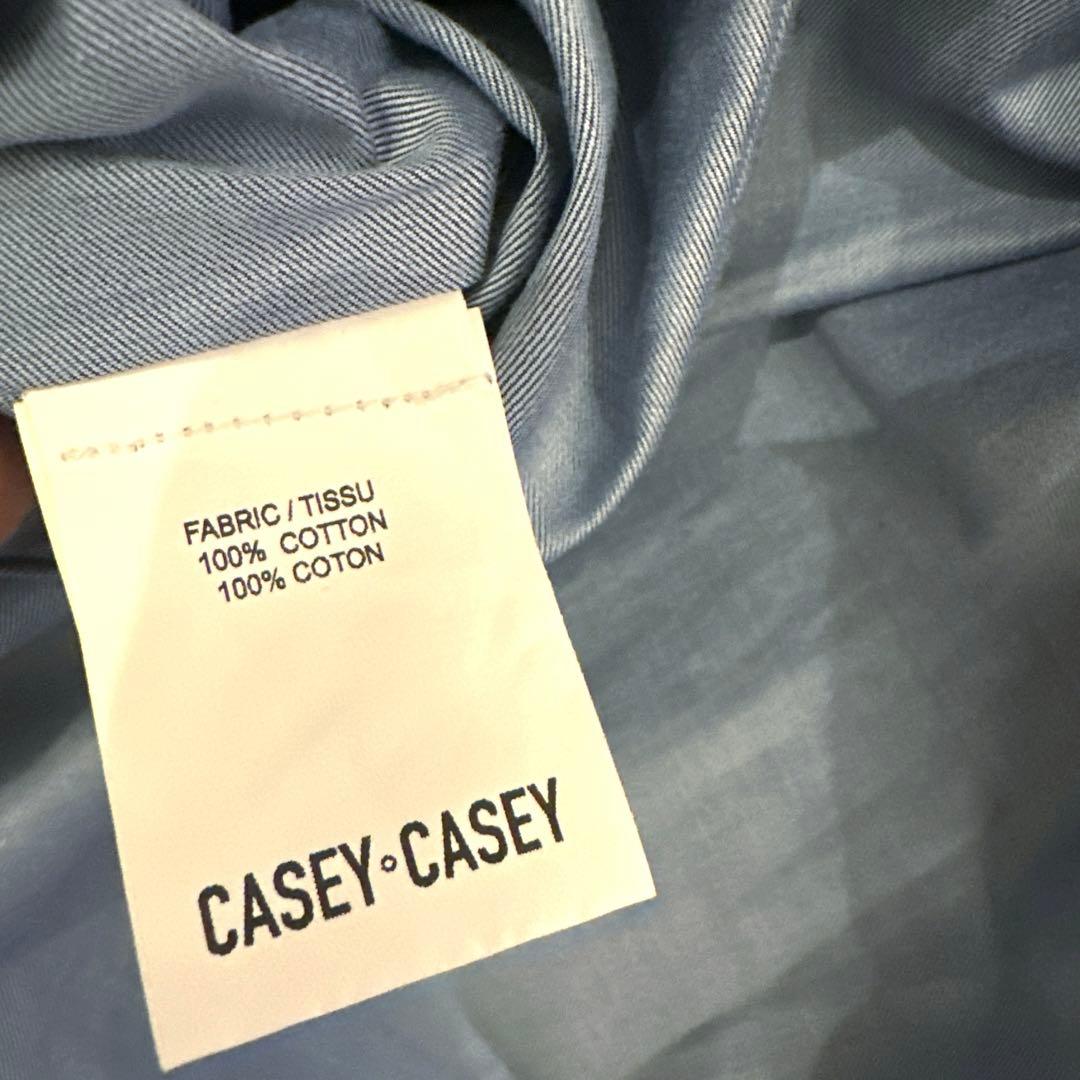 FABRIC / TISSU
100% COTTON
100% COTON
CASEY∘CASEY